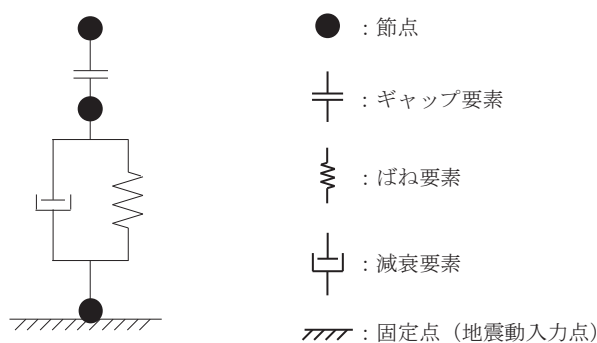 ：節点
：ギャップ要素
：ばね要素
：減衰要素
：固定点（地震動入力点）